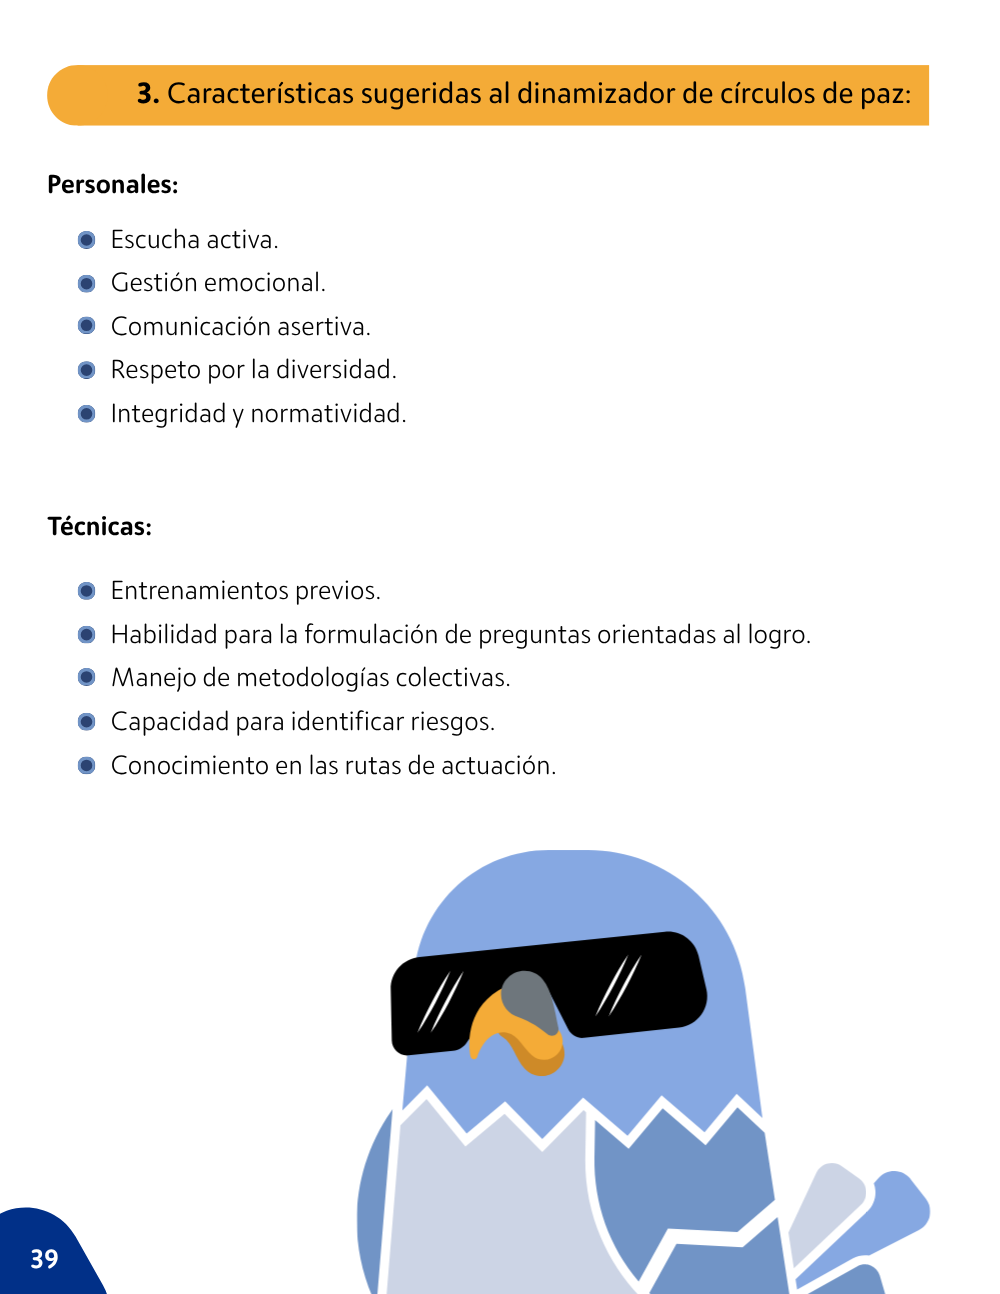 3. Características sugeridas al dinamizador de círculos de paz:
Personales:
Escucha activa.
Gestión emocional.
Comunicación asertiva.
Respeto por la diversidad.
Integridad y normatividad.
Técnicas:
Entrenamientos previos.
Habilidad para la formulación de preguntas orientadas al logro.
Manejo de metodologías colectivas.
Capacidad para identificar riesgos.
Conocimiento en las rutas de actuación.
39